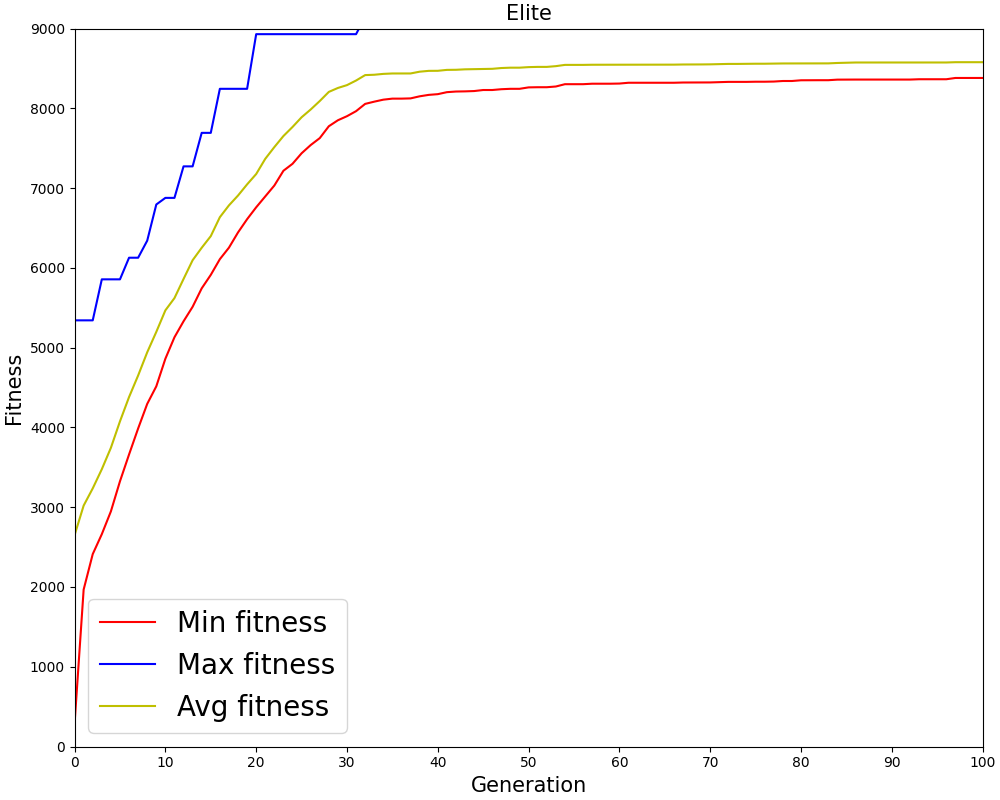 Elite
9000
8000
7000
6000
5000
4000
3000
2000
1000
0
Fitness
Min fitness
Max fitness
Avg fitness
0 10 20 30 40 50 60 70 80 90 100
Generation